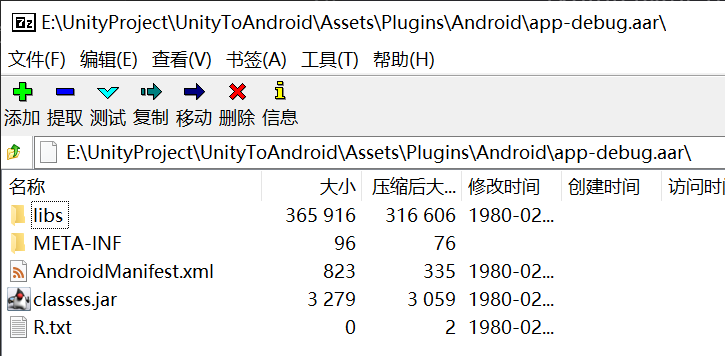 7z E:\UnityProject\UnityToAndroid\Assets\Plugins\Android\app-debug.aar\
文件(F) 编辑(E) 查看(V) 书签(A) 工具(T) 帮助(H)
添加 提取 测试 复制 移动 删除 信息
E:\UnityProject\UnityToAndroid\Assets\Plugins\Android\app-debug.aar\
名称 大小 压缩后大... 修改时间 创建时间 访问时
libs 365 916 316 606 1980-02...
META-INF 96 76
AndroidManifest.xml 823 335 1980-02...
classes.jar 3 279 3 059 1980-02...
R.txt 0 2 1980-02...